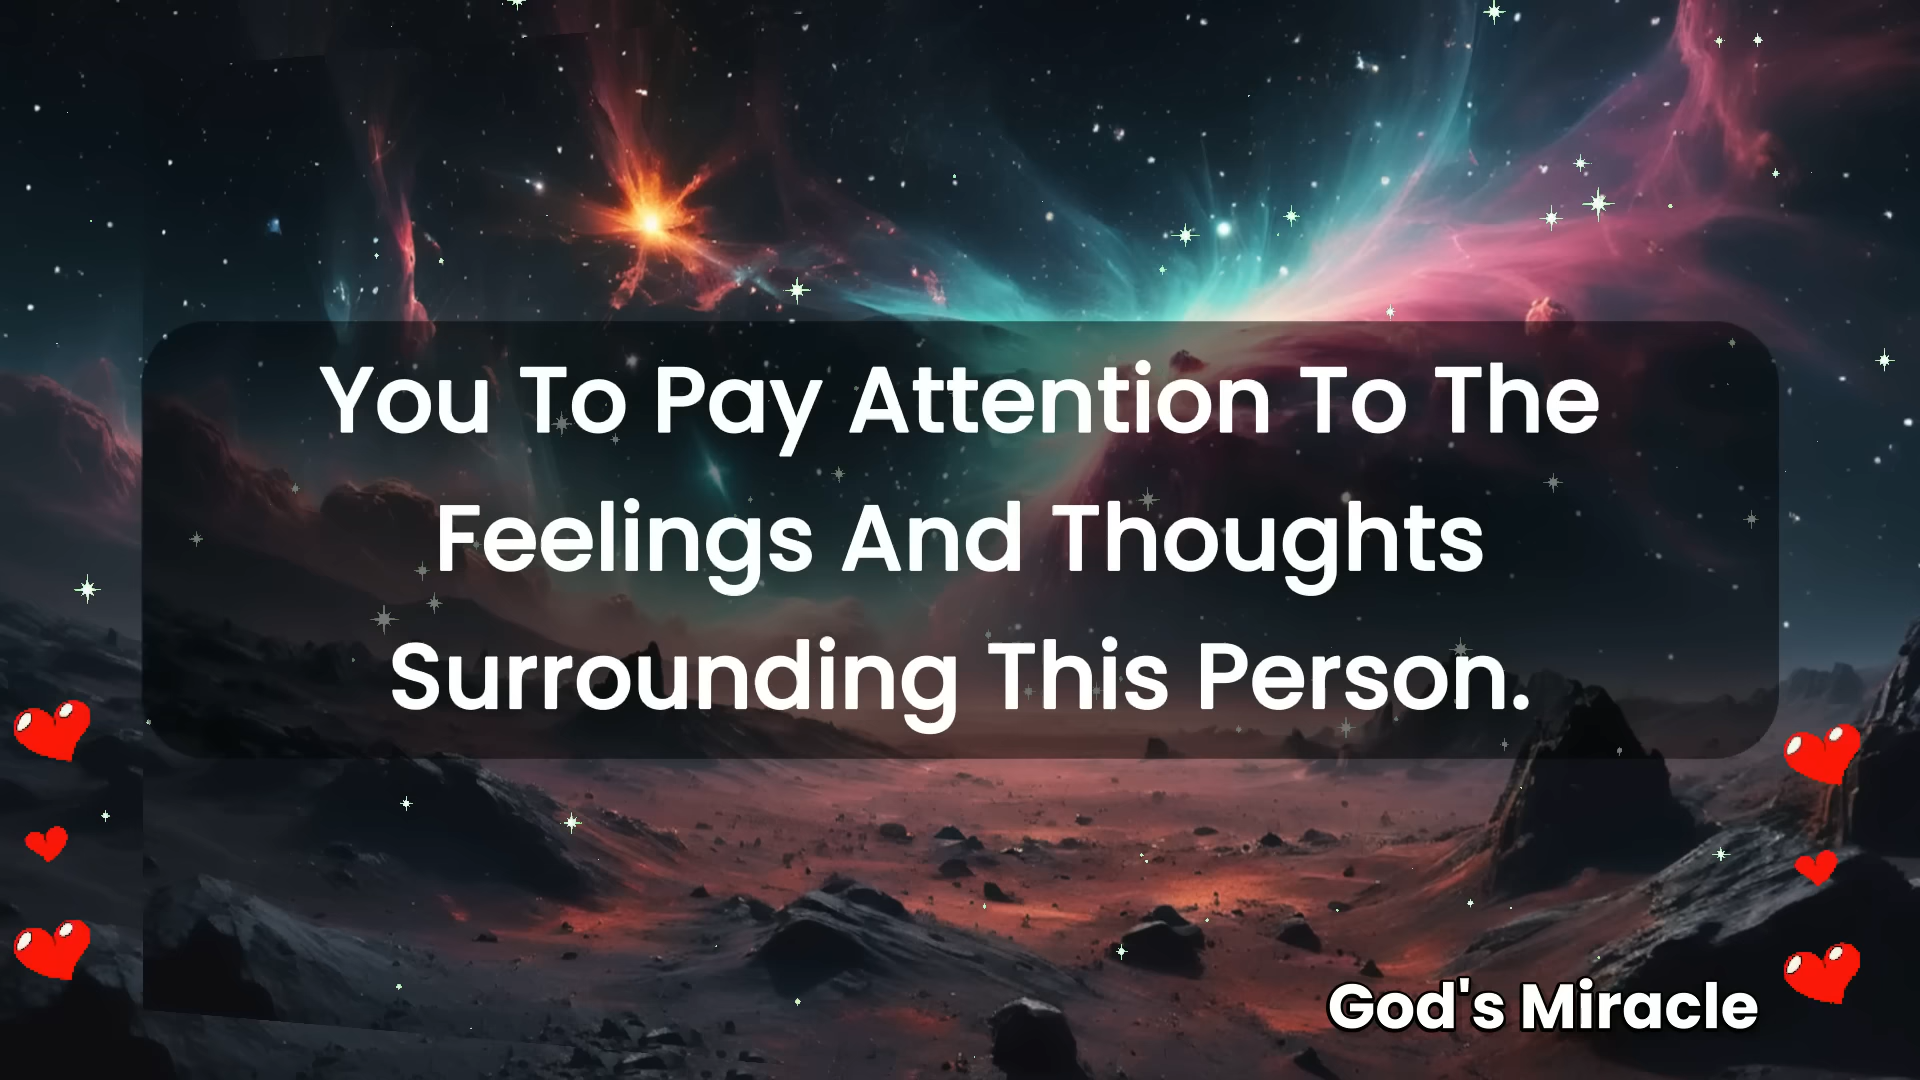 You To Pay Attention To The
Feelings And Thoughts
Surrounding This Person.
God's Miracle